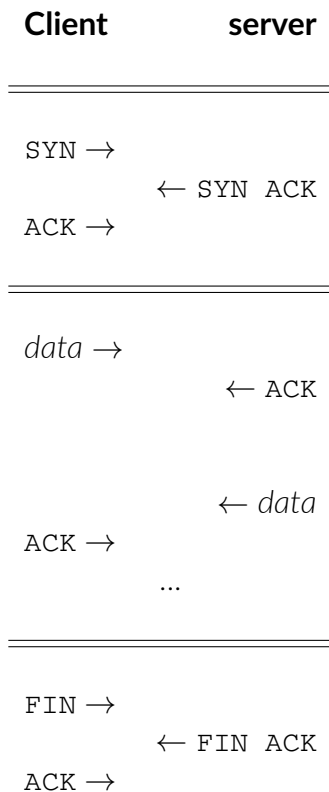 Client server
SYN →
← SYN ACK
ACK →
data →
← ACK
← data
ACK →
...
FIN →
← FIN ACK
ACK →